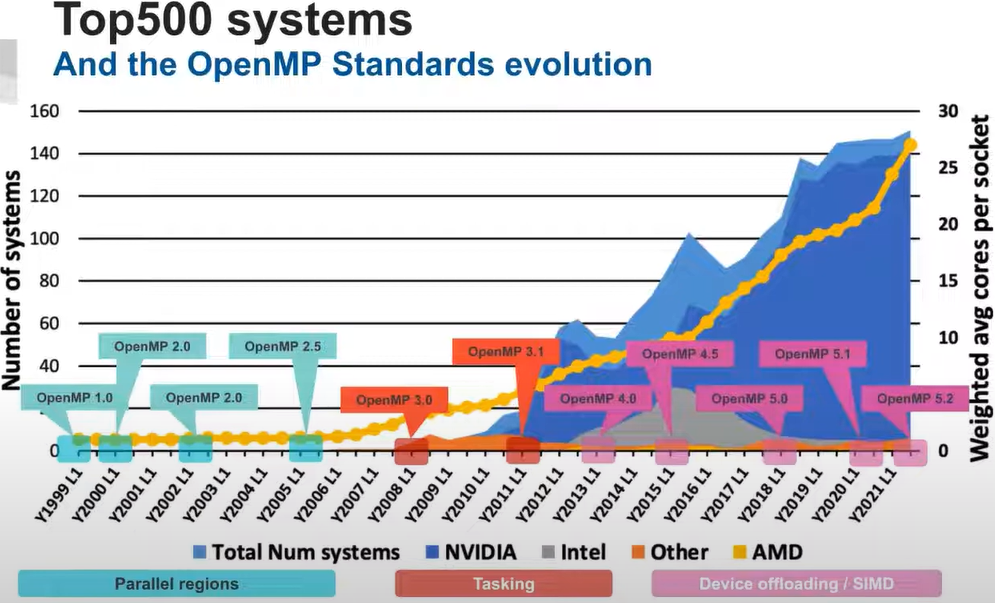 Top500 systems
And the OpenMP Standards evolution
Number of systems
160
140
120
100
80
60
40
0
Weighted avg cores per socket
30
25
20
15
10
0
OpenMP 1.0
OpenMP 2.0
OpenMP 2.0
OpenMP 2.5
OpenMP 3.0
OpenMP 3.1
OpenMP 4.0
OpenMP 4.5
OpenMP 5.0
OpenMP 5.1
OpenMP 5.2
Y1999 L1
Y2000 L1
Y2001 L1
Y2002 L1
Y2003 L1
Y2004 L1
Y2005 L1
Y2006 L1
Y2007 L1
Y2008 L1
Y2009 L1
Y2010 L1
Y2011 L1
Y2012 L1
Y2013 L1
Y2014 L1
Y2015 L1
Y2016 L1
Y2017 L1
Y2018 L1
Y2019 L1
Y2020 L1
Y2021 L1
Total Num systems NVIDIA Intel Other AMD
Parallel regions Tasking Device offloading / SIMD